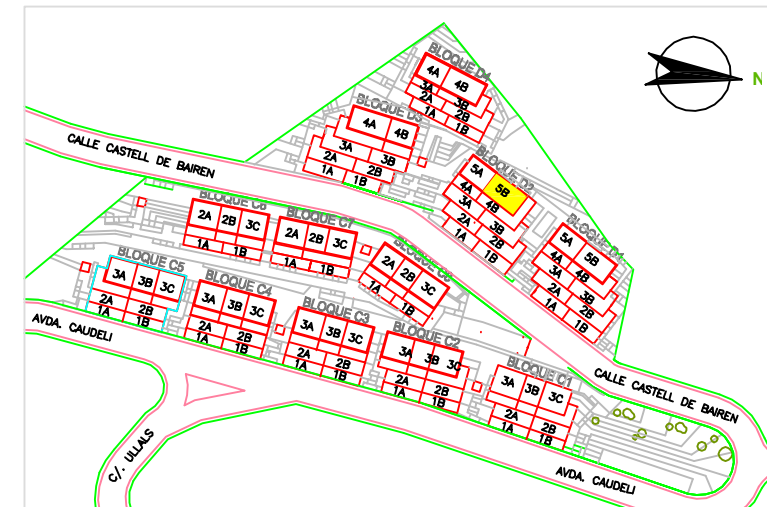 BLOQUE D4
4A 4B
3A 3B
2A
1A 1B
N
BLOQUE D3
4A 4B
3A 3B
2A 2B
1A 1B
CALLE CASTELL DE BAIREN
BLOQUE D2
5A 5B
4A 4B
3A 3B
2A 2B
1A 1B
BLOQUE D1
5A 5B
4A 4B
3A 3B
2A 2B
1A 1B
BLOQUE C6
2A 2B 3C
1A 1B
BLOQUE C7
2A 2B 3C
1A 1B
2A 2B 3C
1A 1B
BLOQUE C5
3A 3B 3C
2A 2B
1A 1B
BLOQUE C4
3A 3B 3C
2A 2B
1A 1B
BLOQUE C3
3A 3B 3C
2A 2B
1A 1B
BLOQUE C2
3A 3B 3C
2A 2B
1A 1B
BLOQUE C1
3A 3B 3C
2A 2B
1A 1B
AVDA. CAUDELI
CALLE CASTELL DE BAIREN
C/. ULLALS
AVDA. CAUDELI